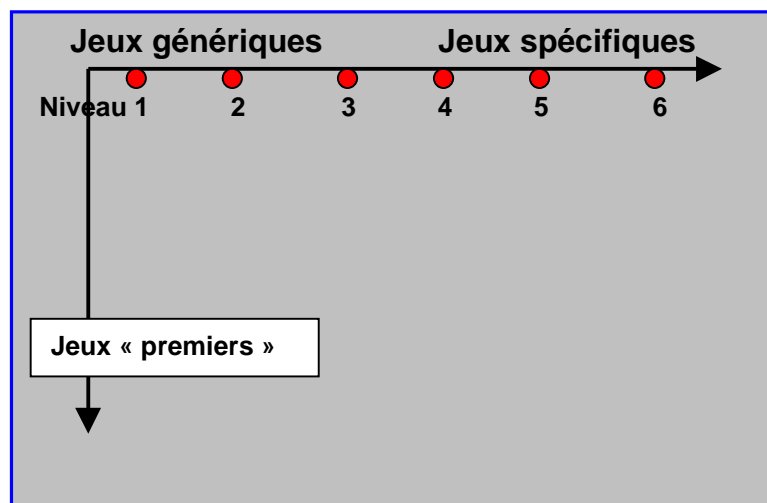 Jeux génériques Jeux spécifiques
Niveau 1 2 3 4 5 6
Jeux « premiers »